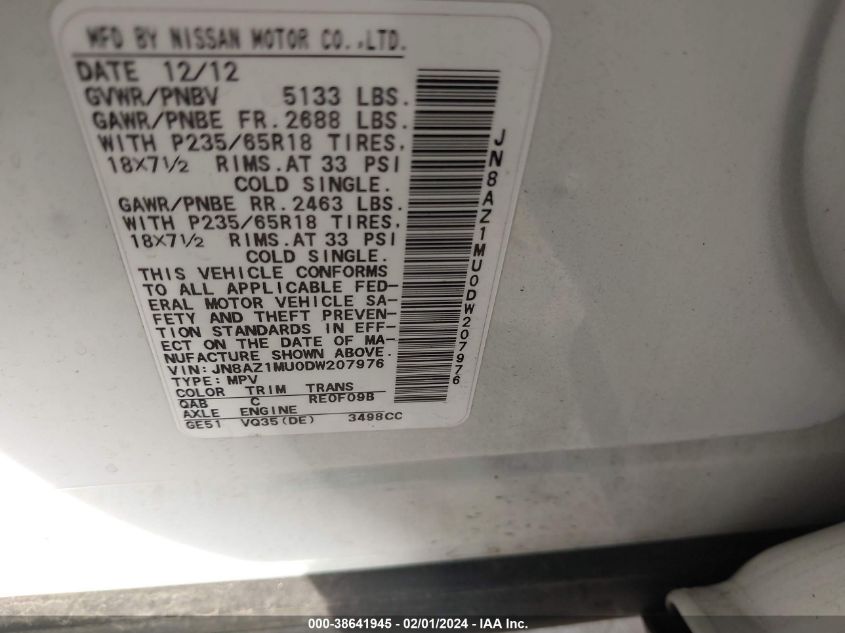 MFD BY NISSAN MOTOR CO.,LTD.
DATE 12/12
GVWR/PNBV 5133 LBS.
GAWR/PNBE FR.2688 LBS.
WITH P235/65R18 TIRES,
18X7½ RIMS.AT 33 PSI
COLD SINGLE.
GAWR/PNBE RR.2463 LBS.
WITH P235/65R18 TIRES,
18X7½ RIMS.AT 33 PSI
COLD SINGLE.
THIS VEHICLE CONFORMS
TO ALL APPLICABLE FED-
ERAL MOTOR VEHICLE SA-
FETY AND THEFT PREVEN-
TION STANDARDS IN EFF-
ECT ON THE DATE OF MA-
NUFACTURE SHOWN ABOVE.
VIN:JN8AZ1MU0DW207976
TYPE:MPV
COLOR TRIM TRANS
QAB C RE0F09B
AXLE ENGINE
GE51 VQ35(DE) 3498CC
JN8AZ1MU0DW207976
000-38641945 - 02/01/2024 - IAA Inc.